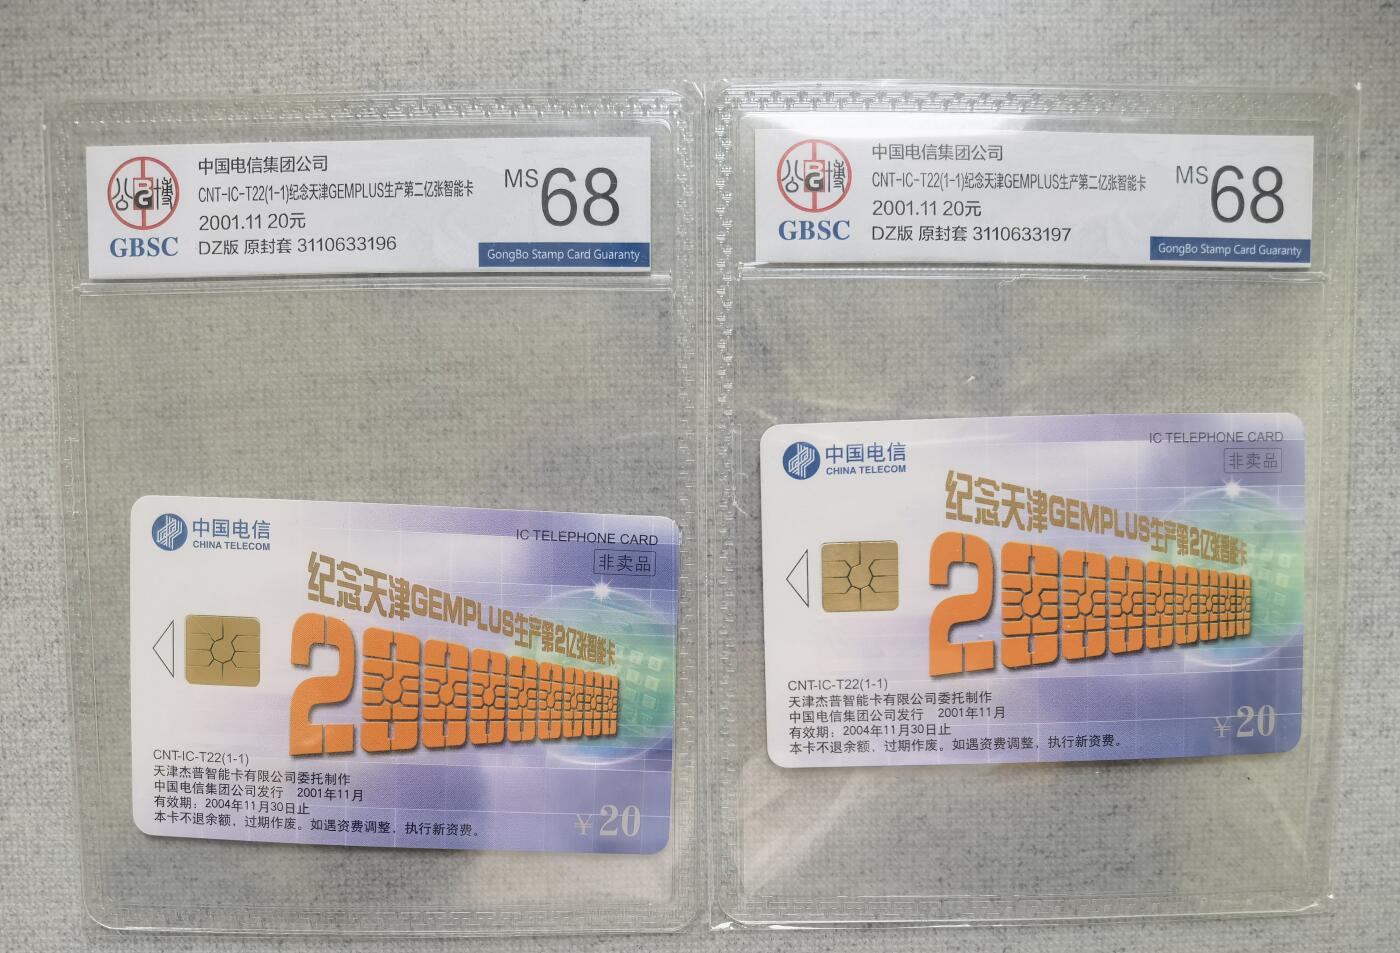 公博
GBSC
中国电信集团公司
CNT-IC-T22(1-1)纪念天津GEMPLUS生产第二亿张智能卡
2001.11 20元
DZ版 原封套 3110633196
MS 68
GongBo Stamp Card Guaranty
中国电信
CHINA TELECOM
IC TELEPHONE CARD
非卖品
纪念天津GEMPLUS生产第2亿张智能卡
200000000
CNT-IC-T22(1-1)
天津杰普智能卡有限公司委托制作
中国电信集团公司发行 2001年11月
有效期：2004年11月30日止
本卡不退余额，过期作废。如遇资费调整，执行新资费。
¥20
公博
GBSC
中国电信集团公司
CNT-IC-T22(1-1)纪念天津GEMPLUS生产第二亿张智能卡
2001.11 20元
DZ版 原封套 3110633197
MS 68
GongBo Stamp Card Guaranty
中国电信
CHINA TELECOM
IC TELEPHONE CARD
非卖品
纪念天津GEMPLUS生产第2亿张智能卡
200000000
CNT-IC-T22(1-1)
天津杰普智能卡有限公司委托制作
中国电信集团公司发行 2001年11月
有效期：2004年11月30日止
本卡不退余额，过期作废。如遇资费调整，执行新资费。
¥20